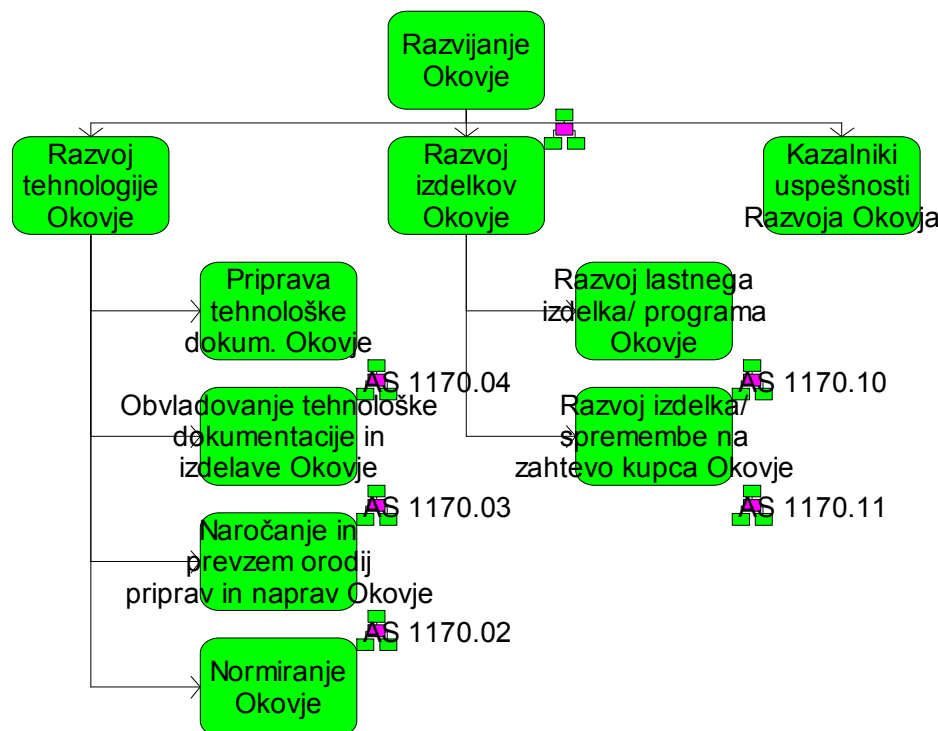 Razvijanje
Okovje
Razvoj
tehnologije
Okovje
Razvoj
izdelkov
Okovje
Kazalniki
uspešnosti
Razvoja Okovja
Priprava
tehnološke
dokum. Okovje
AS 1170.04
Obvladovanje tehnološke
dokumentacije in
izdelave Okovje
AS 1170.03
Naročanje in
prevzem orodij
priprav in naprav Okovje
AS 1170.02
Normiranje
Okovje
Razvoj lastnega
izdelka/ programa
Okovje
AS 1170.10
Razvoj izdelka/
spremembe na
zahtevo kupca Okovje
AS 1170.11